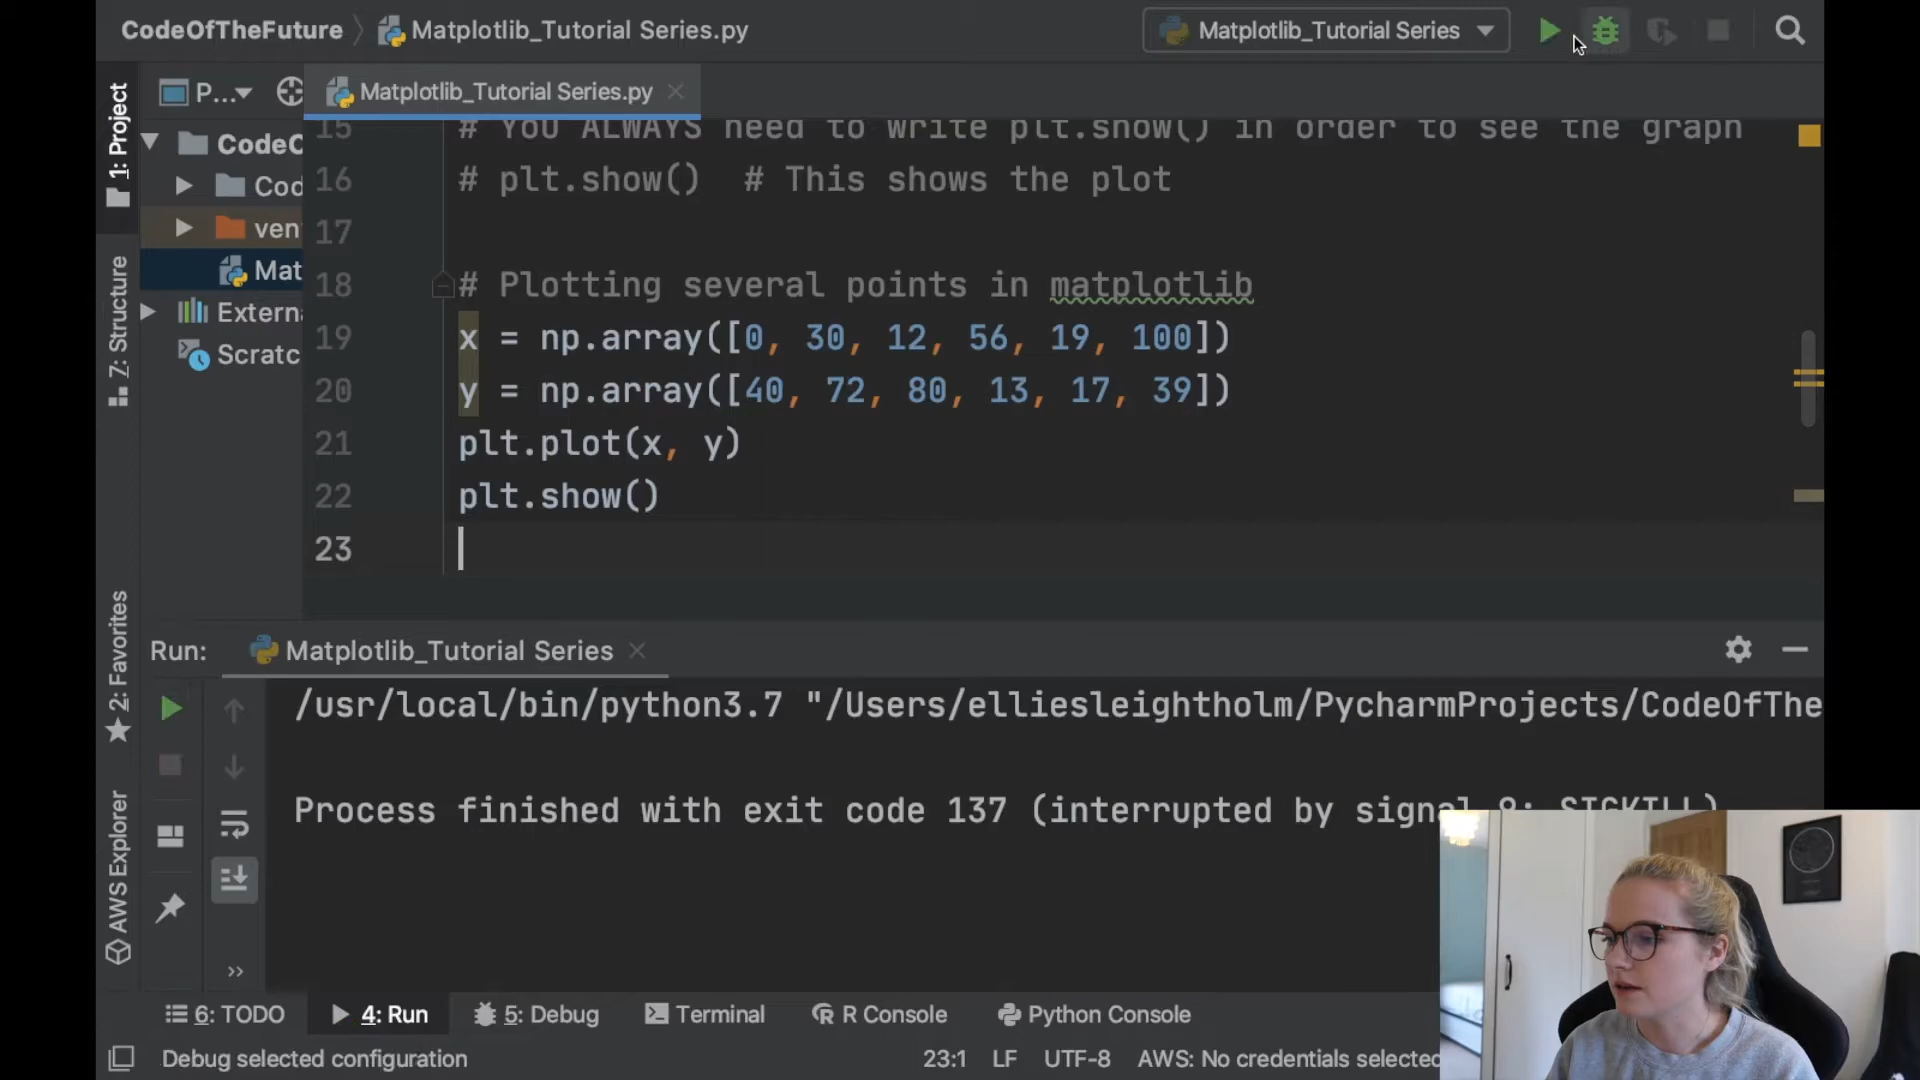 CodeOfTheFuture
Matplotlib_Tutorial Series.py
Matplotlib_Tutorial Series
1: Project
P...
Matplotlib_Tutorial Series.py
CodeC
Cod
ven
Mat
Extern
Scratc
7: Structure
2: Favorites
AWS Explorer
15 # You ALWAYS need to write plt.show() in order to see the graph
16 # plt.show()  # This shows the plot
17
18 # Plotting several points in matplotlib
19 x = np.array([0, 30, 12, 56, 19, 100])
20 y = np.array([40, 72, 80, 13, 17, 39])
21 plt.plot(x, y)
22 plt.show()
23
Run: Matplotlib_Tutorial Series
/usr/local/bin/python3.7 "/Users/elliesleightholm/PycharmProjects/CodeOfThe
Process finished with exit code 137 (interrupted by signal 9: SIGKILL)
6: TODO 4: Run 5: Debug Terminal R Console Python Console
Debug selected configuration 23:1 LF UTF-8 AWS: No credentials selected